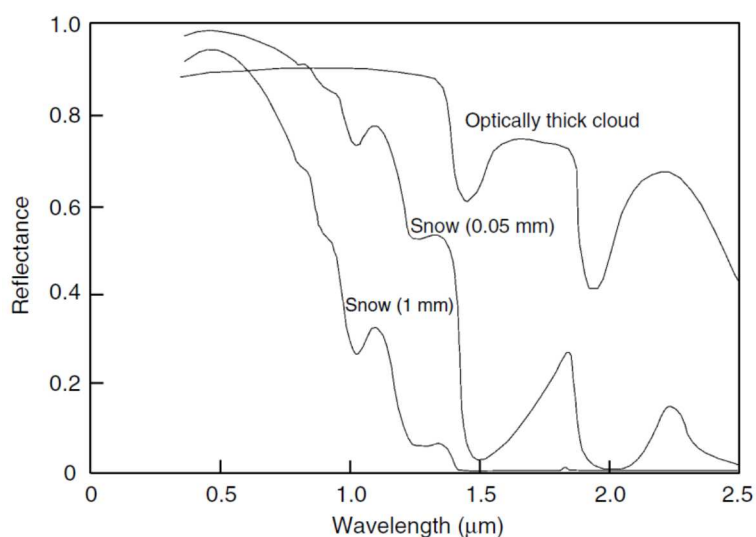 1.0
0.8
0.6
0.4
0.2
0
Reflectance
Optically thick cloud
Snow (0.05 mm)
Snow (1 mm)
0 0.5 1.0 1.5 2.0 2.5
Wavelength (μm)